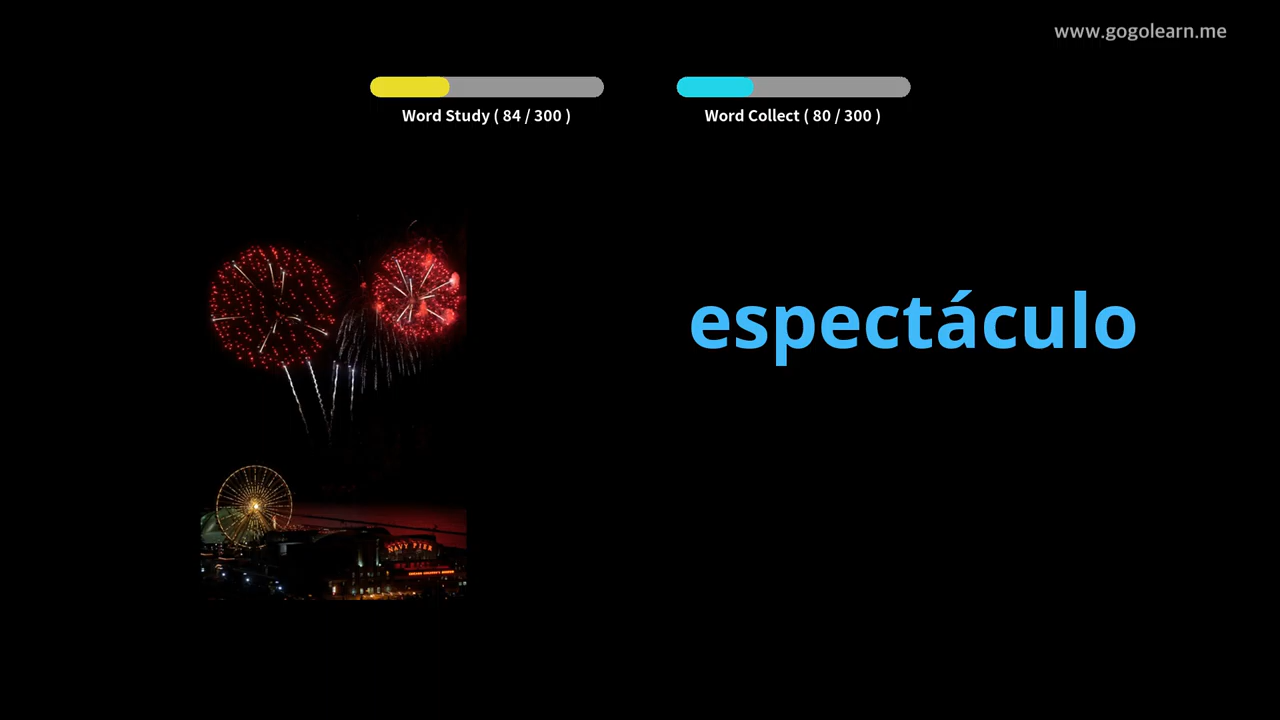 www.gogolearn.me
Word Study ( 84 / 300 )
Word Collect ( 80 / 300 )
espectáculo
NAVY PIER